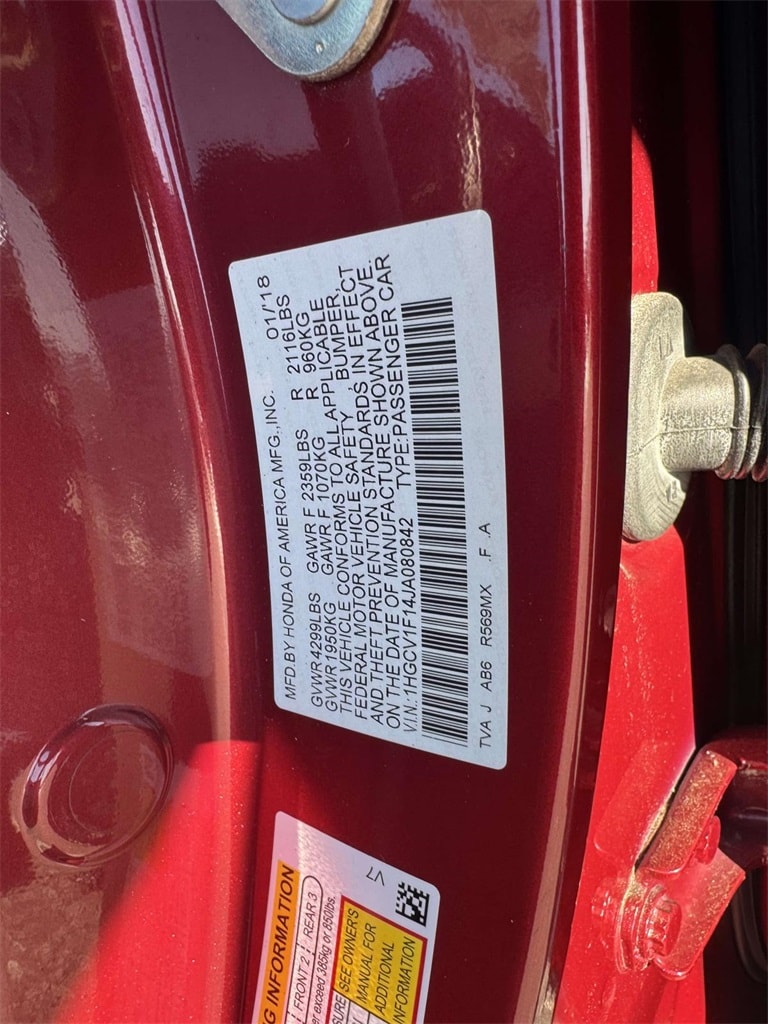 MFD.BY HONDA OF AMERICA MFG.,INC. 01/'18
GVWR 4299LBS GAWR F 2359LBS R 2116LBS
GVWR 1950KG GAWR F 1070KG R 960KG
THIS VEHICLE CONFORMS TO ALL APPLICABLE
FEDERAL MOTOR VEHICLE SAFETY, BUMPER,
AND THEFT PREVENTION STANDARDS IN EFFECT
ON THE DATE OF MANUFACTURE SHOWN ABOVE.
V.I.N.:1HGCV1F14JA080842 TYPE:PASSENGER CAR
TVA J AB6 R569MX F .A
V7
INFORMATION
FRONT 2 REAR 3
exceed 385kg or 850lbs.
SEE OWNER'S
MANUAL FOR
ADDITIONAL
INFORMATION